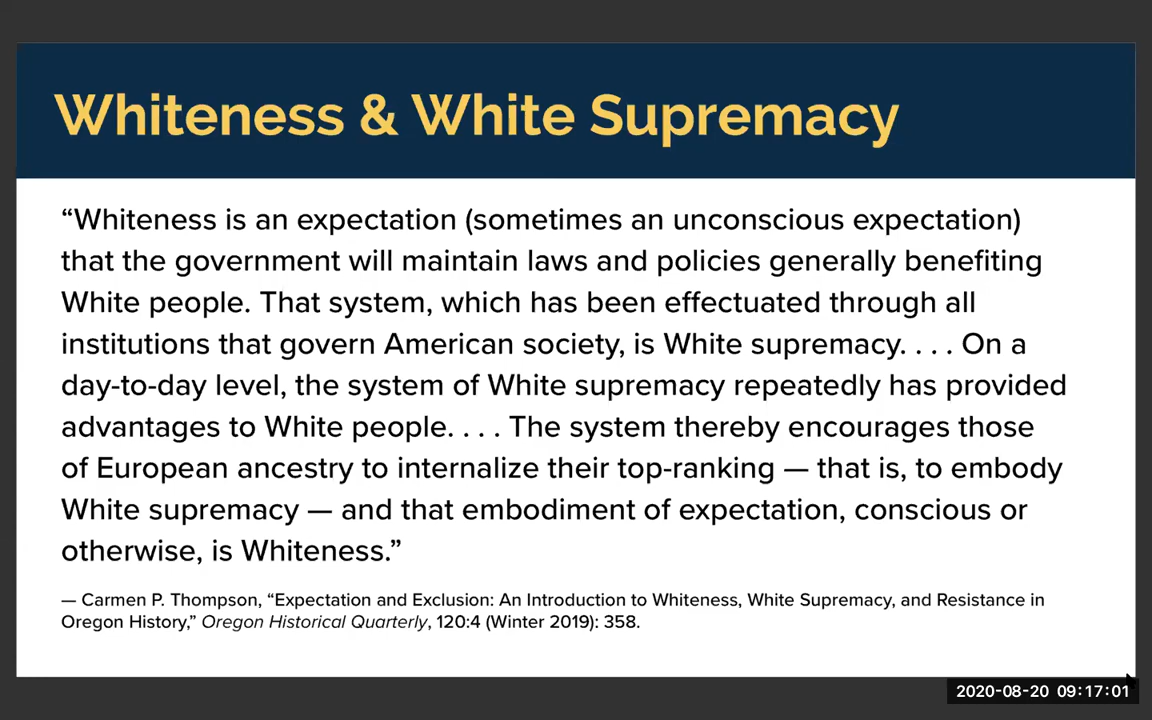 Whiteness & White Supremacy
“Whiteness is an expectation (sometimes an unconscious expectation)
that the government will maintain laws and policies generally benefiting
White people. That system, which has been effectuated through all
institutions that govern American society, is White supremacy. . . . On a
day-to-day level, the system of White supremacy repeatedly has provided
advantages to White people. . . . The system thereby encourages those
of European ancestry to internalize their top-ranking — that is, to embody
White supremacy — and that embodiment of expectation, conscious or
otherwise, is Whiteness.”
— Carmen P. Thompson, “Expectation and Exclusion: An Introduction to Whiteness, White Supremacy, and Resistance in
Oregon History,” Oregon Historical Quarterly, 120:4 (Winter 2019): 358.
2020-08-20 09:17:01